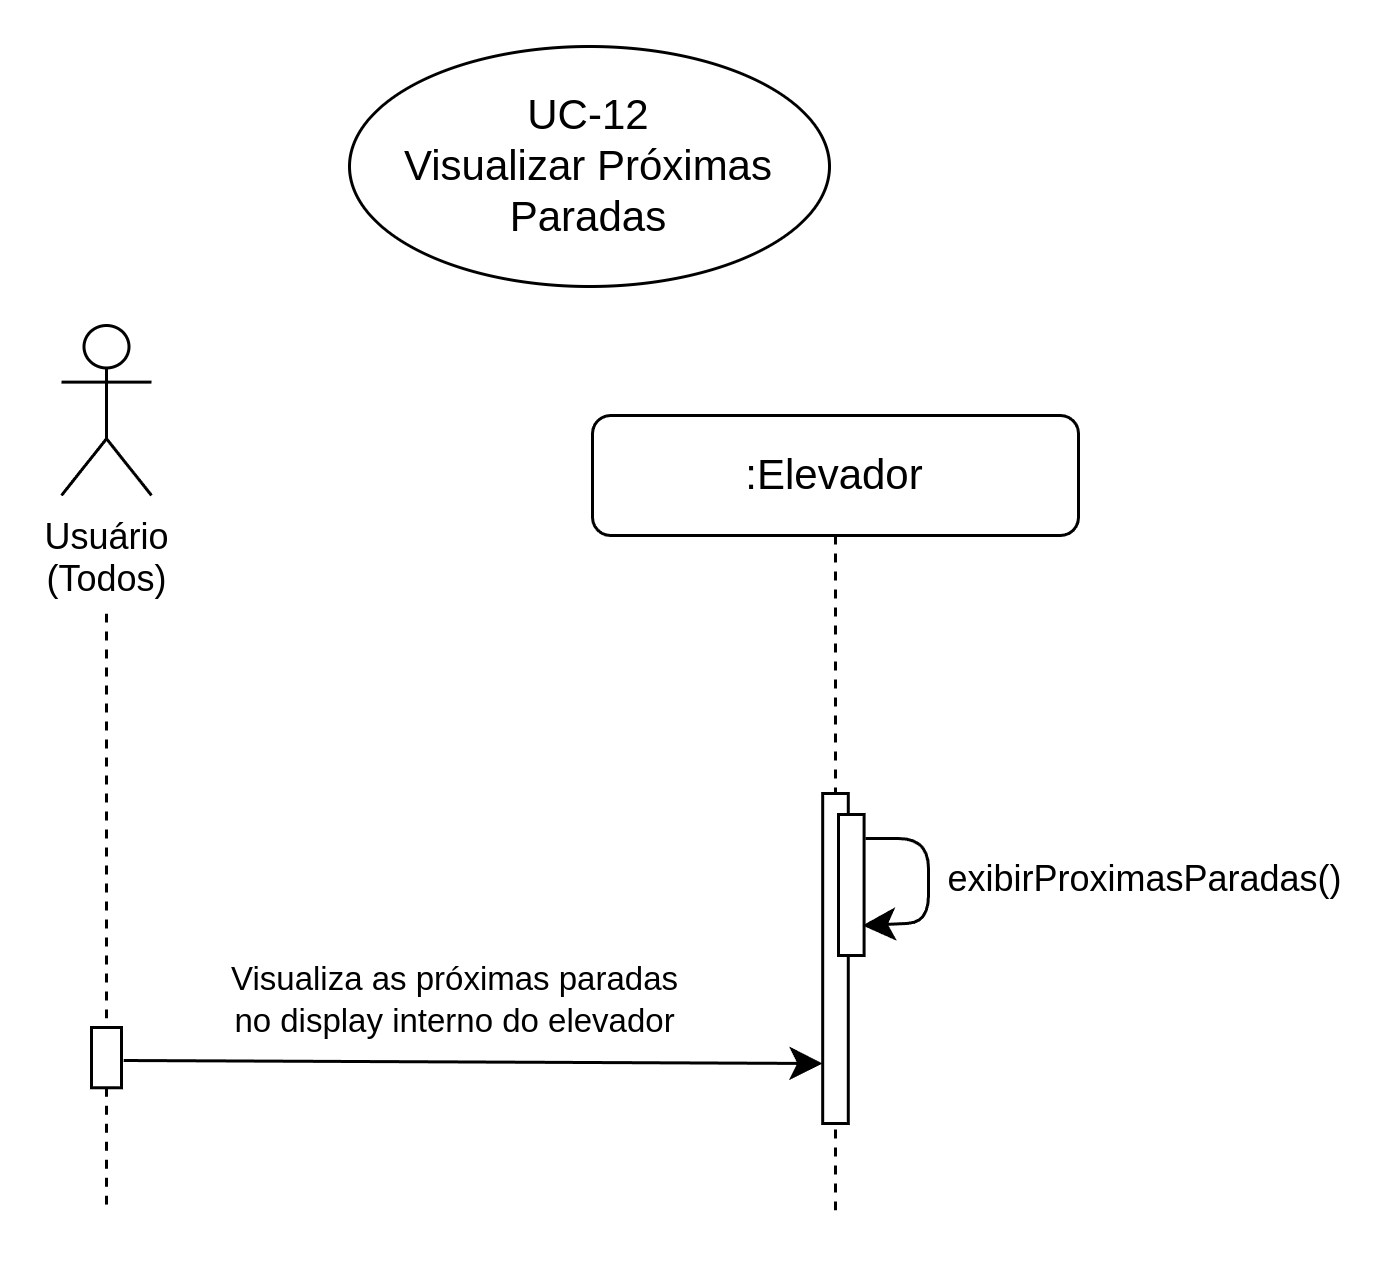 UC-12
Visualizar Próximas
Paradas
Usuário
(Todos)
:Elevador
exibirProximasParadas()
Visualiza as próximas paradas
no display interno do elevador